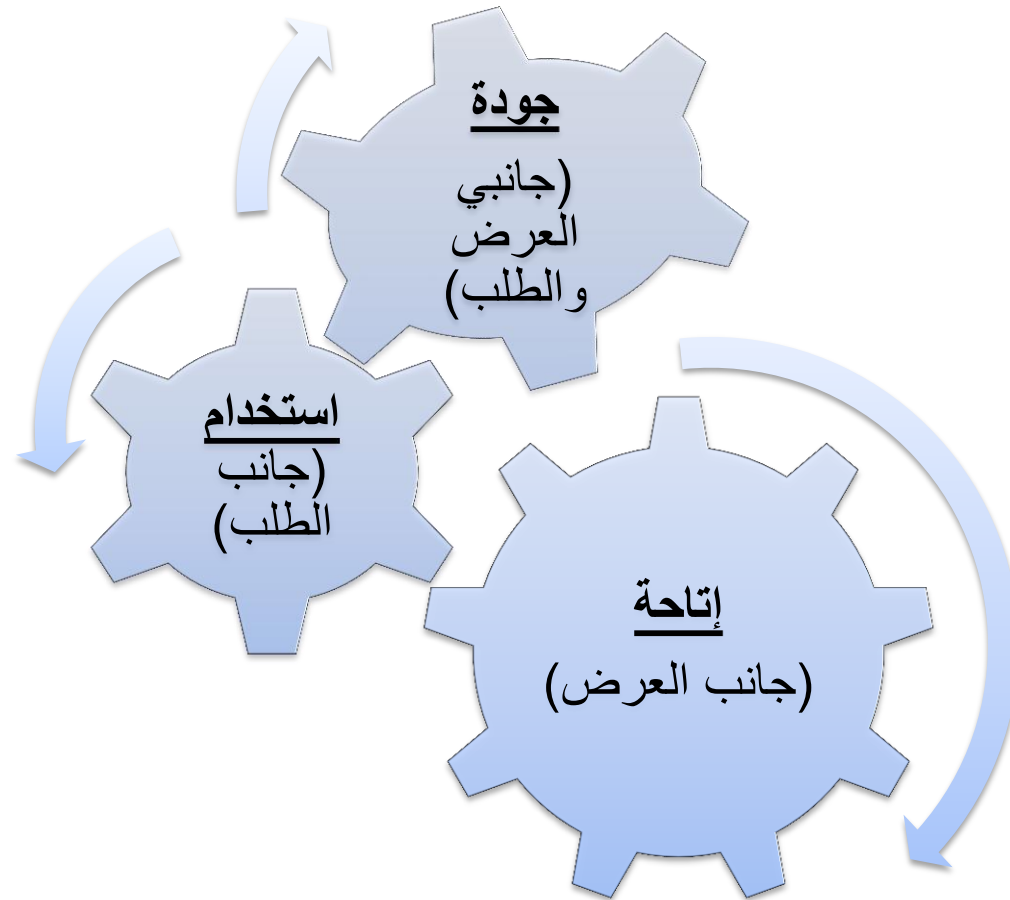 جودة
(جانبي
العرض
والطلب)
استخدام
(جانب
الطلب)
إتاحة
(جانب العرض)